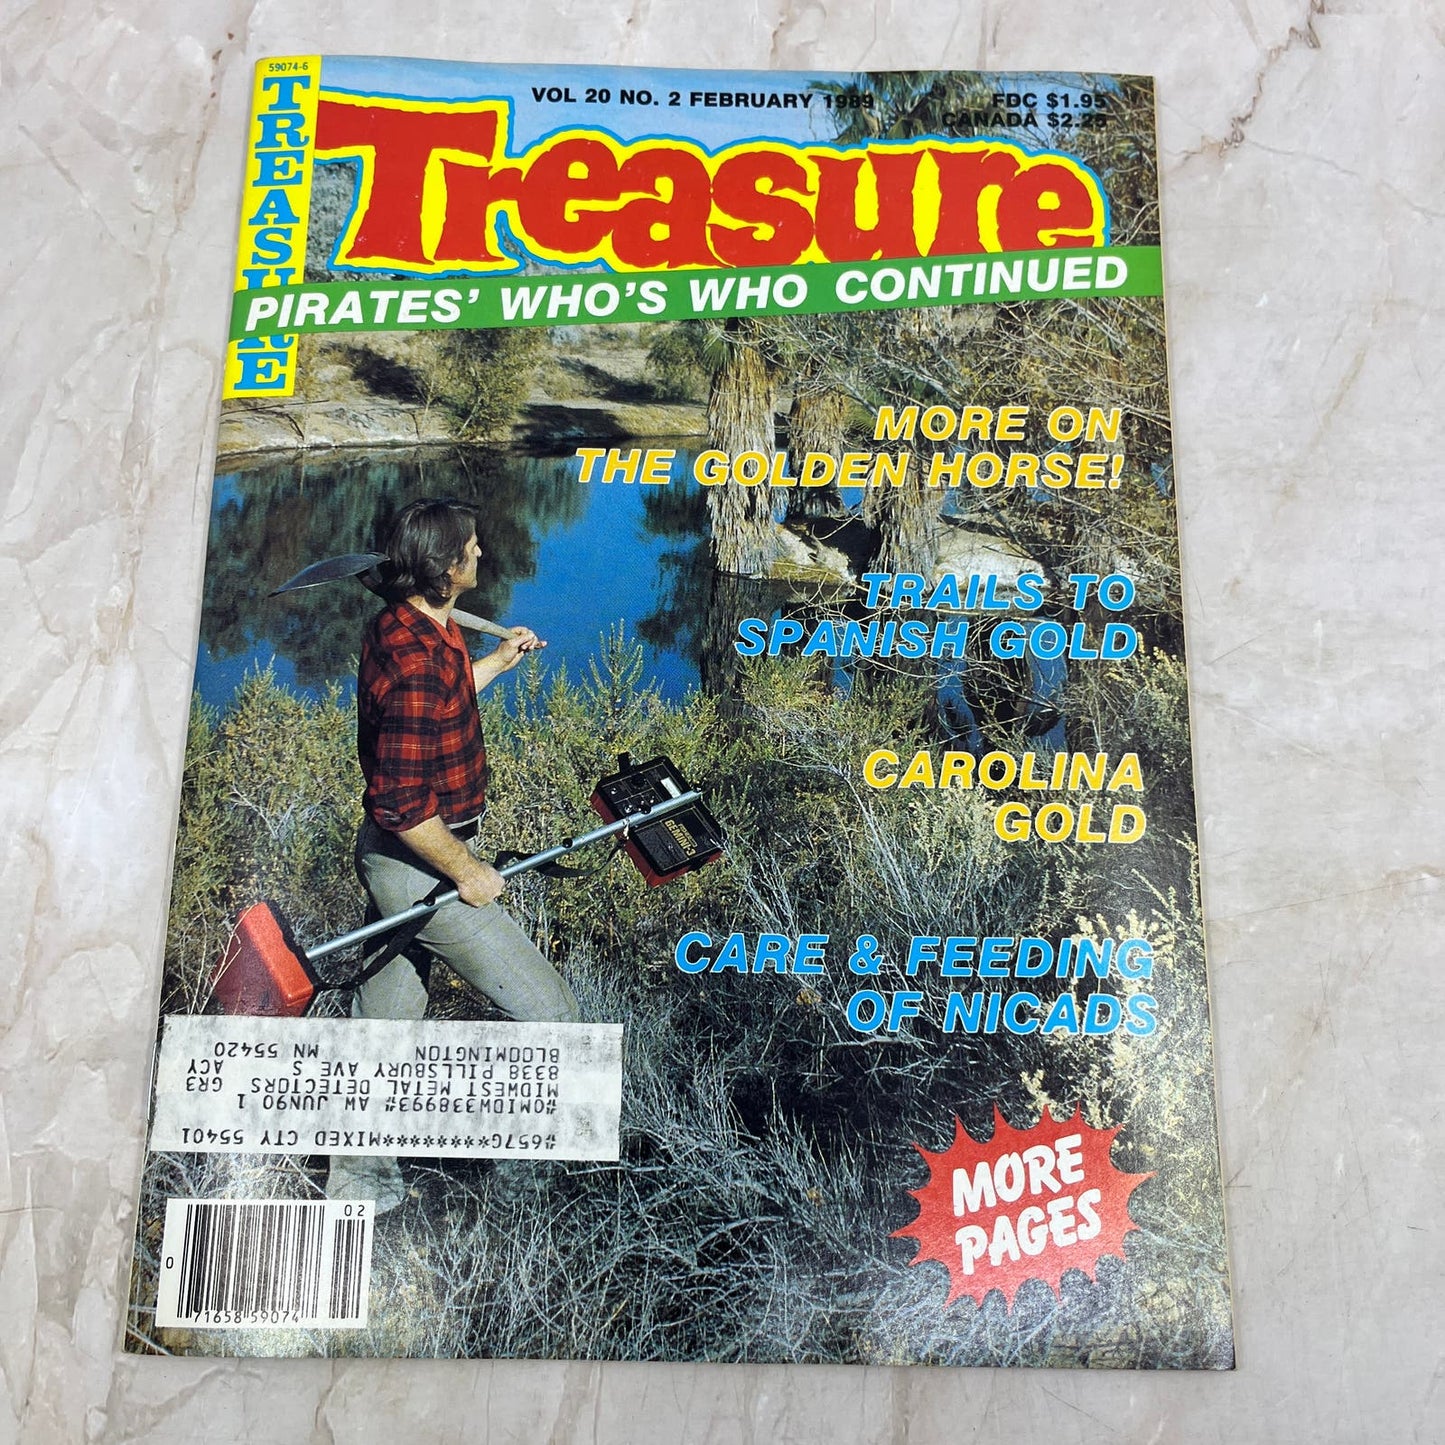 59074-6
TREASURE
VOL 20 NO. 2 FEBRUARY 1989
FDC $1.95
CANADA $2.25
Treasure
PIRATES' WHO'S WHO CONTINUED
MORE ON
THE GOLDEN HORSE!
TRAILS TO
SPANISH GOLD
CAROLINA
GOLD
CARE & FEEDING
OF NICADS
MORE
PAGES
#657G**********MIXED CTY 55401
#OMIDW338993# AW JUN90 1
MIDWEST METAL DETECTORS GR3
8338 PILLSBURY AVE S ACY
BLOOMINGTON MN 55420
02
0 71658 59074